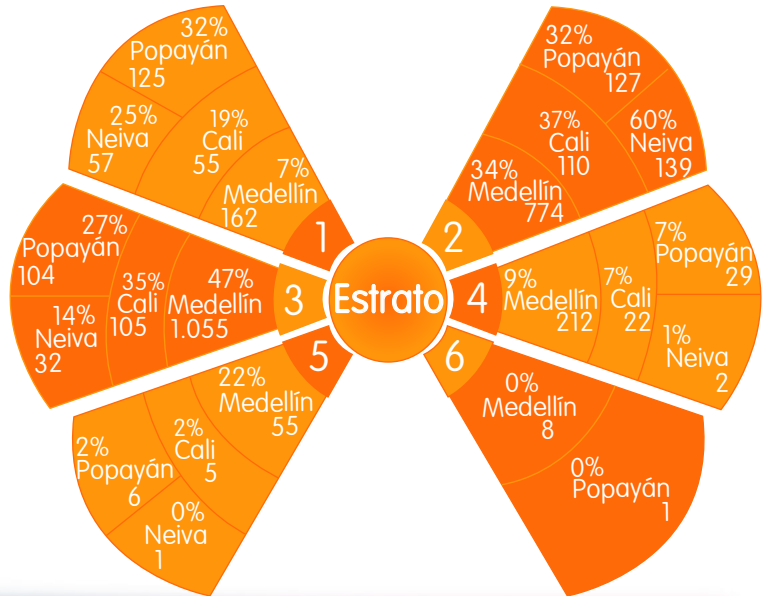 32%
Popayán
125
25%
Neiva
57
19%
Cali
55
7%
Medellín
162
1
32%
Popayán
127
60%
Neiva
139
37%
Cali
110
34%
Medellín
774
2
27%
Popayán
104
14%
Neiva
32
35%
Cali
105
47%
Medellín
1.055
3
Estrato
4
9%
Medellín
212
7%
Cali
22
7%
Popayán
29
1%
Neiva
2
5
22%
Medellín
55
2%
Cali
5
2%
Popayán
6
0%
Neiva
1
6
0%
Medellín
8
0%
Popayán
1